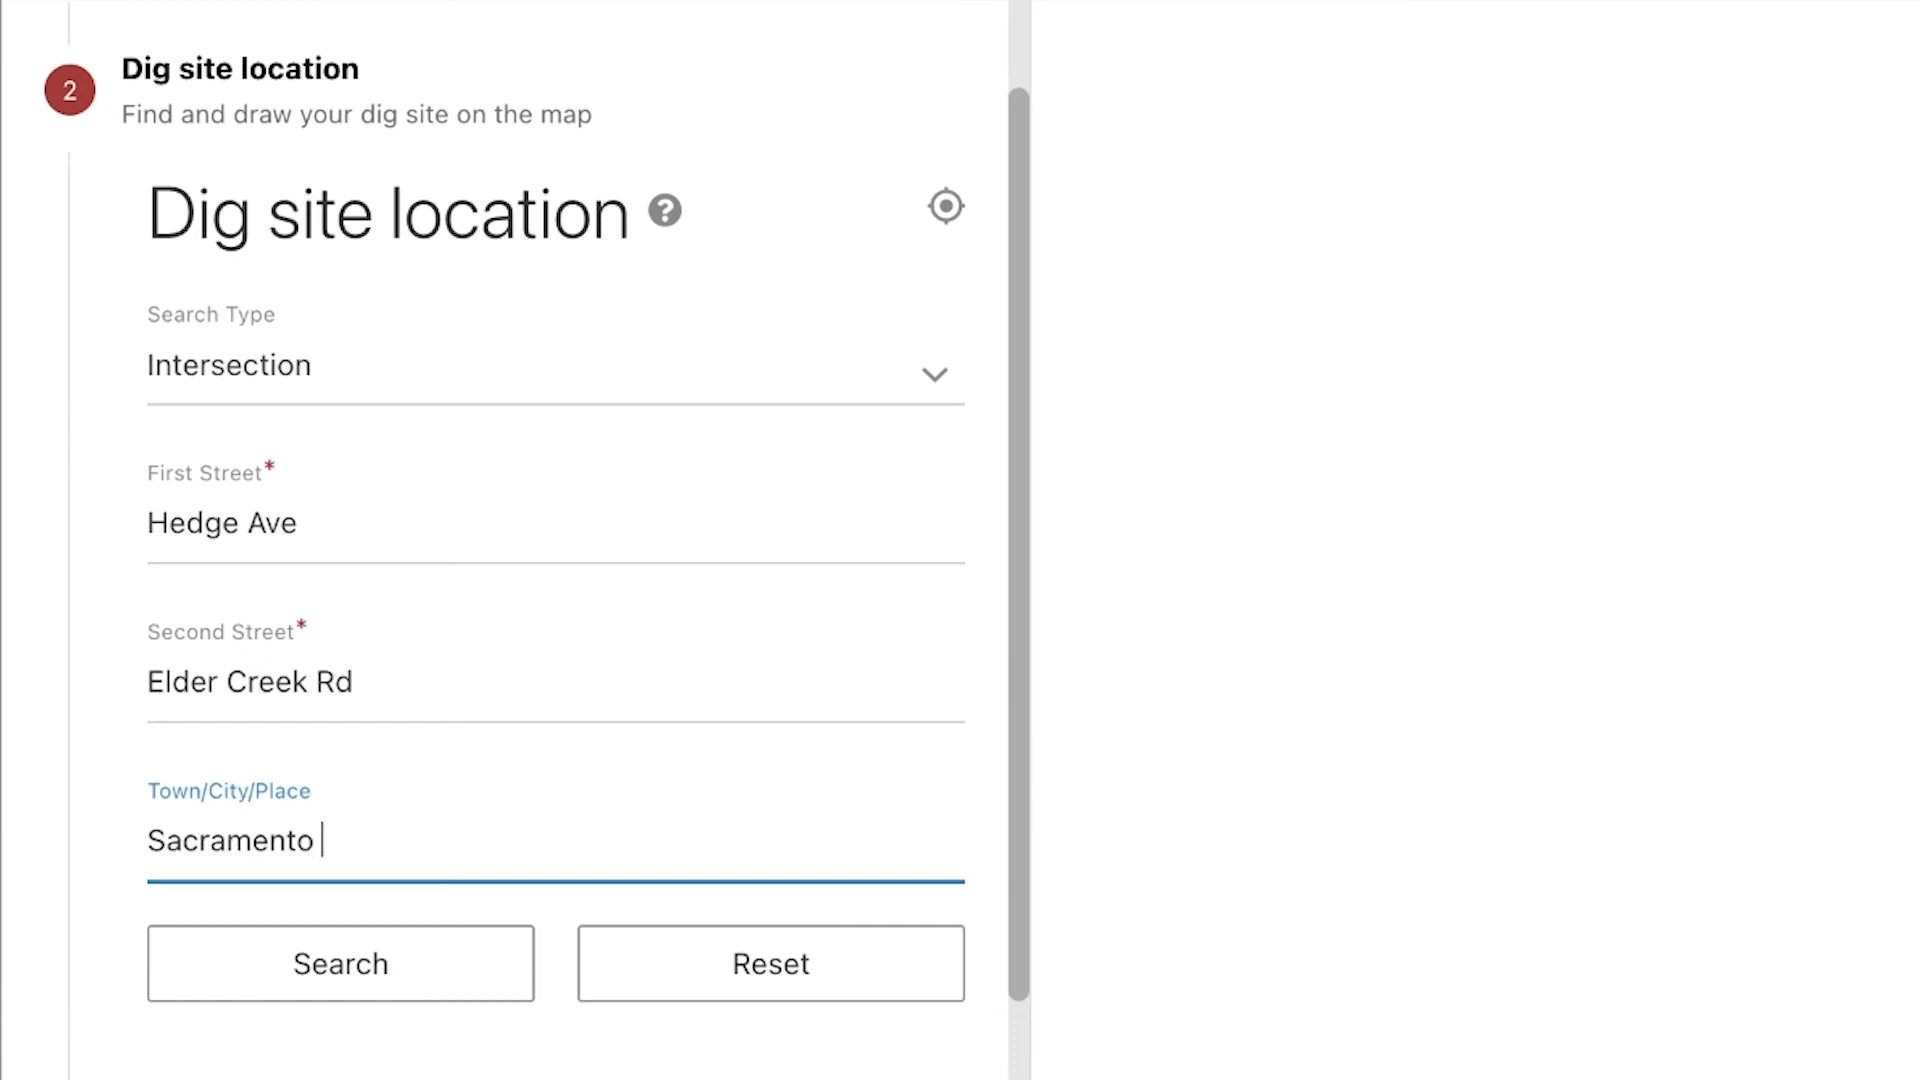 2
Dig site location
Find and draw your dig site on the map
Dig site location ?
Search Type
Intersection
First Street*
Hedge Ave
Second Street*
Elder Creek Rd
Town/City/Place
Sacramento
Search
Reset